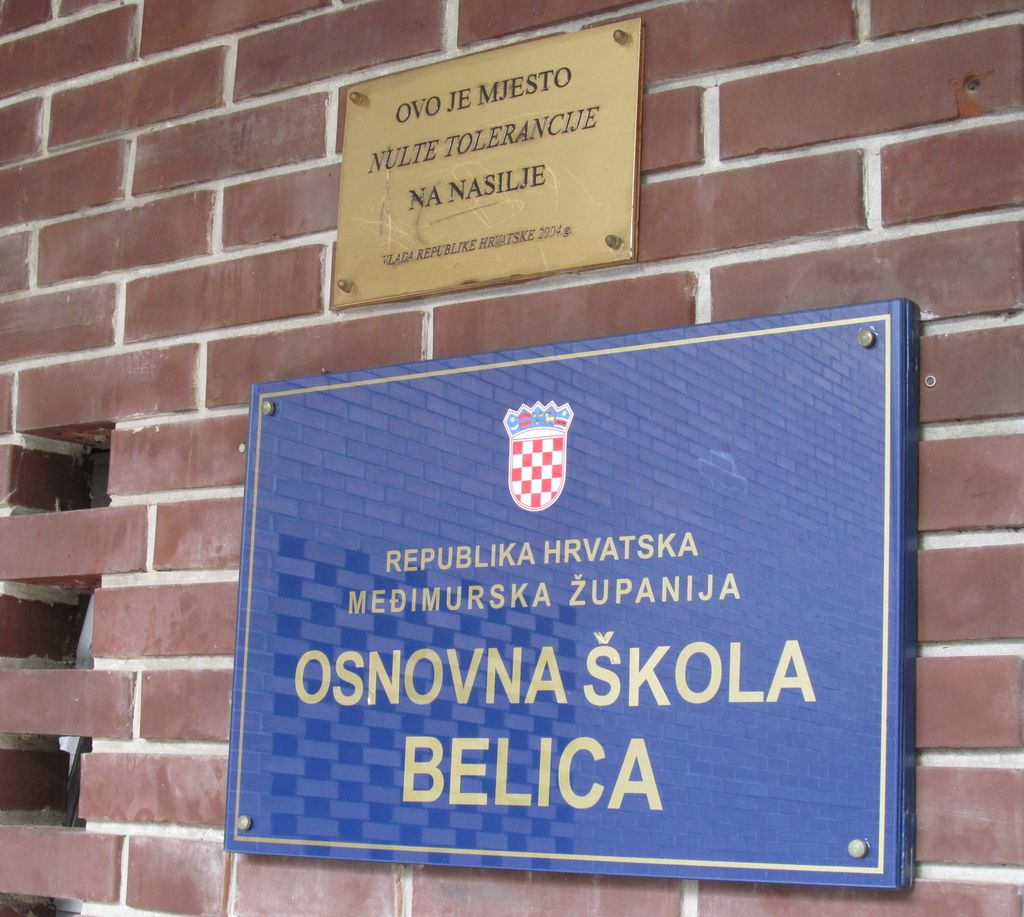 OVO JE MJESTO
NULTE TOLERANCIJE
NA NASILJE
VLADA REPUBLIKE HRVATSKE 2004 g.
REPUBLIKA HRVATSKA
MEĐIMURSKA ŽUPANIJA
OSNOVNA ŠKOLA
BELICA